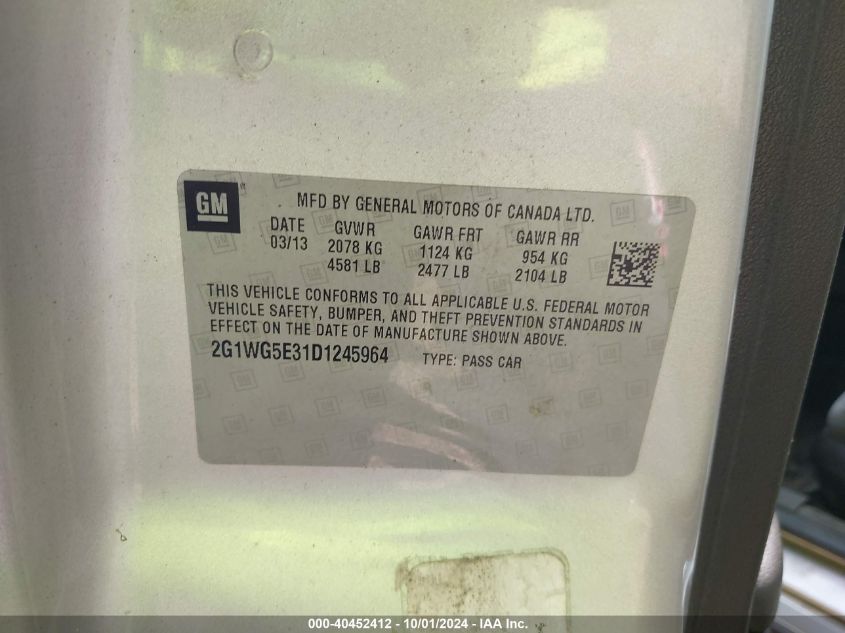 GM
MFD BY GENERAL MOTORS OF CANADA LTD.
DATE GVWR GAWR FRT GAWR RR
03/13 2078 KG 1124 KG 954 KG
4581 LB 2477 LB 2104 LB
THIS VEHICLE CONFORMS TO ALL APPLICABLE U.S. FEDERAL MOTOR
VEHICLE SAFETY, BUMPER, AND THEFT PREVENTION STANDARDS IN
EFFECT ON THE DATE OF MANUFACTURE SHOWN ABOVE.
2G1WG5E31D1245964 TYPE: PASS CAR
000-40452412 - 10/01/2024 - IAA Inc.